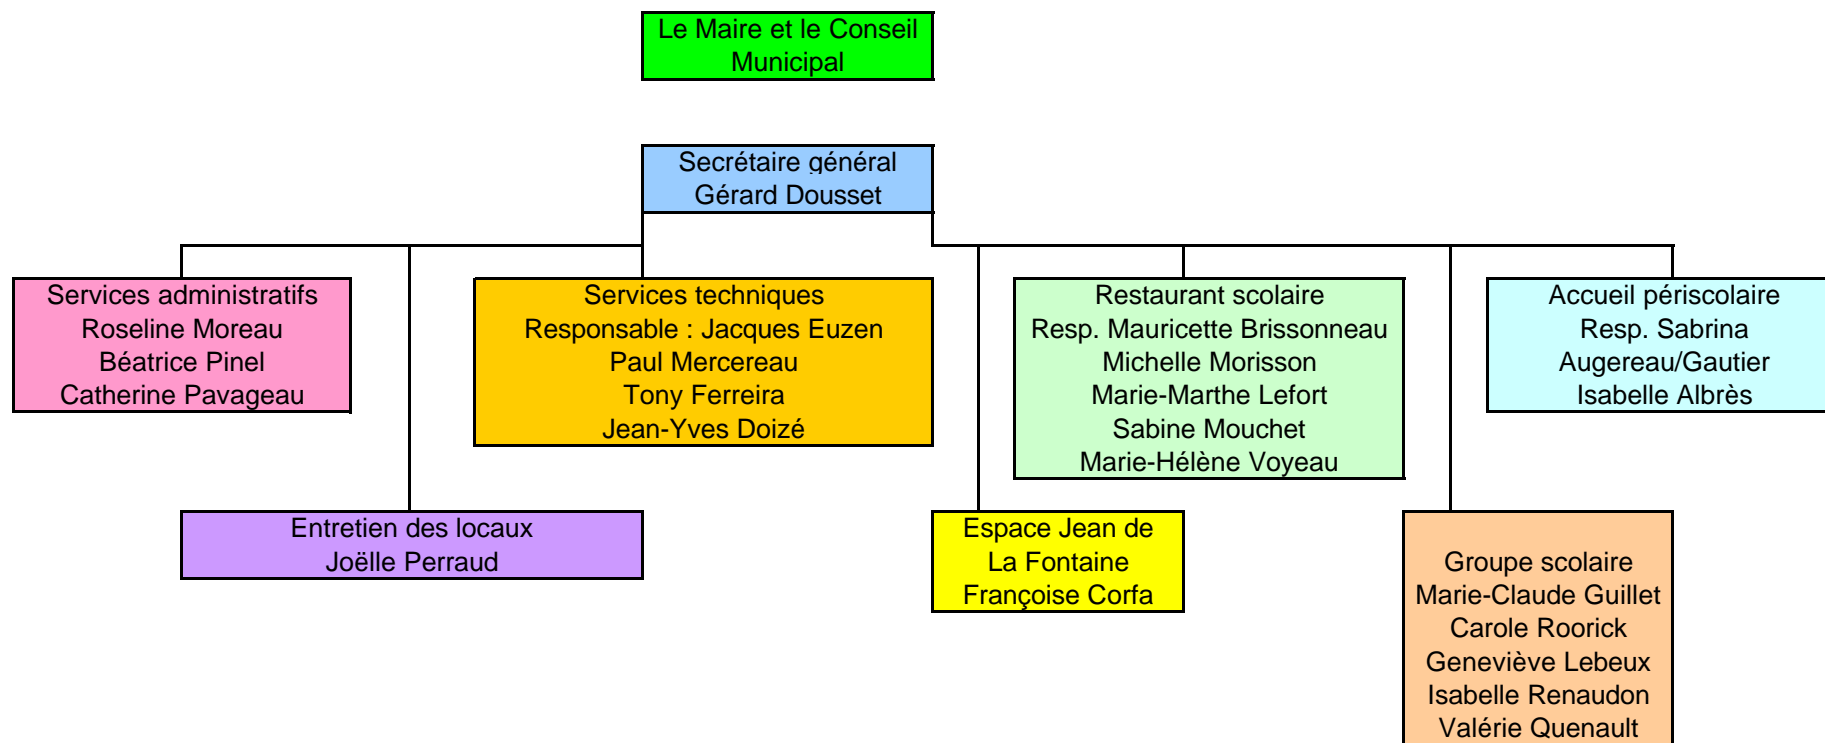 Le Maire et le Conseil
Municipal
Secrétaire général
Gérard Dousset
Services administratifs
Roseline Moreau
Béatrice Pinel
Catherine Pavageau
Services techniques
Responsable : Jacques Euzen
Paul Mercereau
Tony Ferreira
Jean-Yves Doizé
Restaurant scolaire
Resp. Mauricette Brissonneau
Michelle Morisson
Marie-Marthe Lefort
Sabine Mouchet
Marie-Hélène Voyeau
Accueil périscolaire
Resp. Sabrina
Augereau/Gautier
Isabelle Albrès
Entretien des locaux
Joëlle Perraud
Espace Jean de
La Fontaine
Françoise Corfa
Groupe scolaire
Marie-Claude Guillet
Carole Roorick
Geneviève Lebeux
Isabelle Renaudon
Valérie Quenault